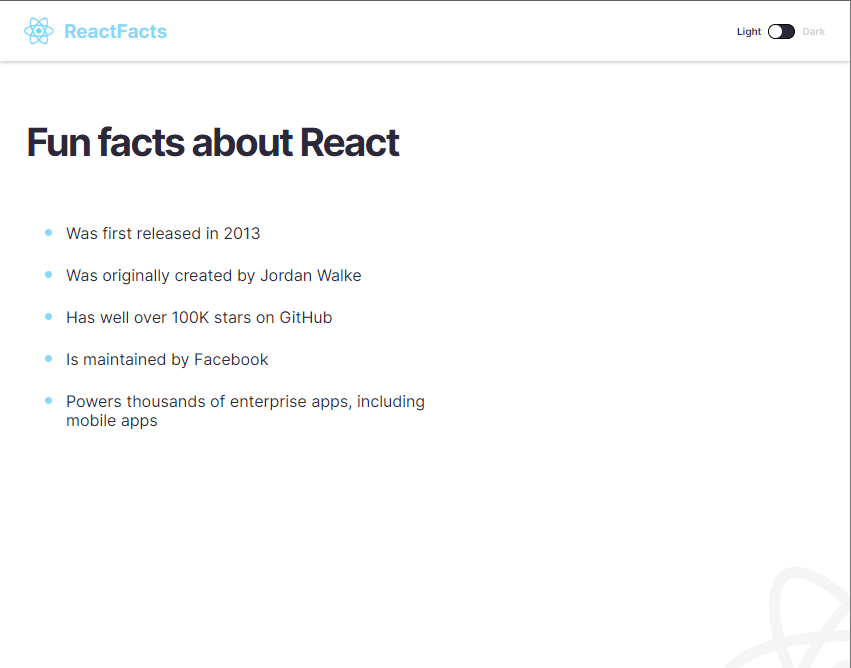 ReactFacts
Light Dark
Fun facts about React
Was first released in 2013
Was originally created by Jordan Walke
Has well over 100K stars on GitHub
Is maintained by Facebook
Powers thousands of enterprise apps, including
mobile apps